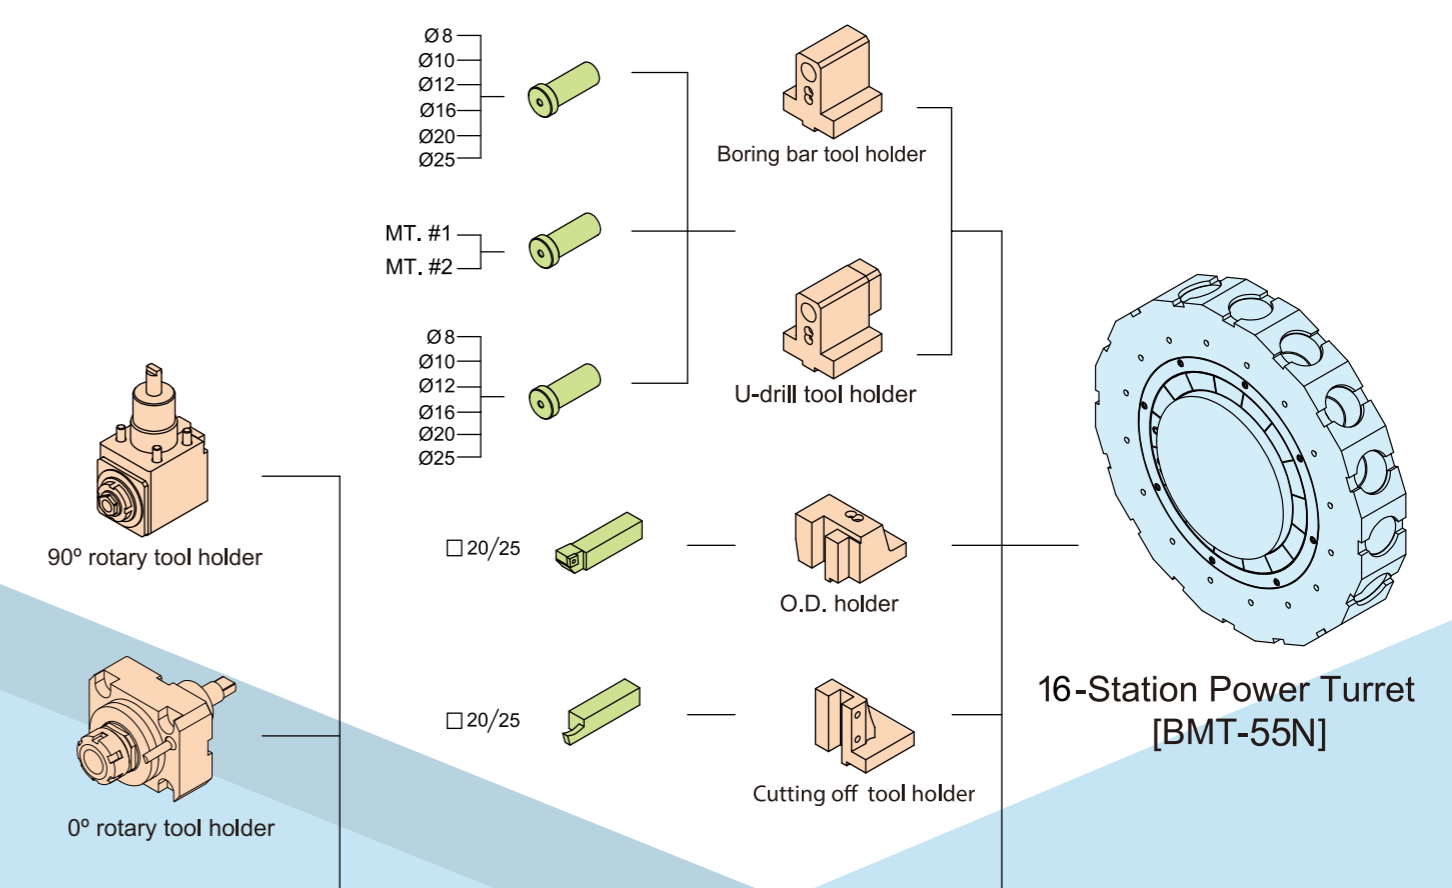 Ø8
Ø10
Ø12
Ø16
Ø20
Ø25
Boring bar tool holder
MT. #1
MT. #2
Ø8
Ø10
Ø12
Ø16
Ø20
Ø25
U-drill tool holder
90º rotary tool holder
□20/25
O.D. holder
16-Station Power Turret
[BMT-55N]
□20/25
Cutting off tool holder
0º rotary tool holder